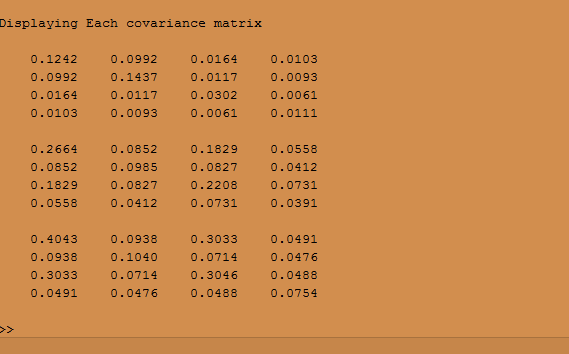 Displaying Each covariance matrix
0.1242 0.0992 0.0164 0.0103
0.0992 0.1437 0.0117 0.0093
0.0164 0.0117 0.0302 0.0061
0.0103 0.0093 0.0061 0.0111
0.2664 0.0852 0.1829 0.0558
0.0852 0.0985 0.0827 0.0412
0.1829 0.0827 0.2208 0.0731
0.0558 0.0412 0.0731 0.0391
0.4043 0.0938 0.3033 0.0491
0.0938 0.1040 0.0714 0.0476
0.3033 0.0714 0.3046 0.0488
0.0491 0.0476 0.0488 0.0754
>>